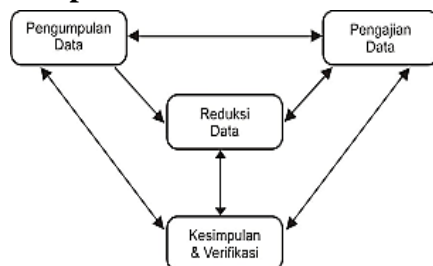 Pengumpulan
Data
Pengajian
Data
Reduksi
Data
Kesimpulan
& Verifikasi